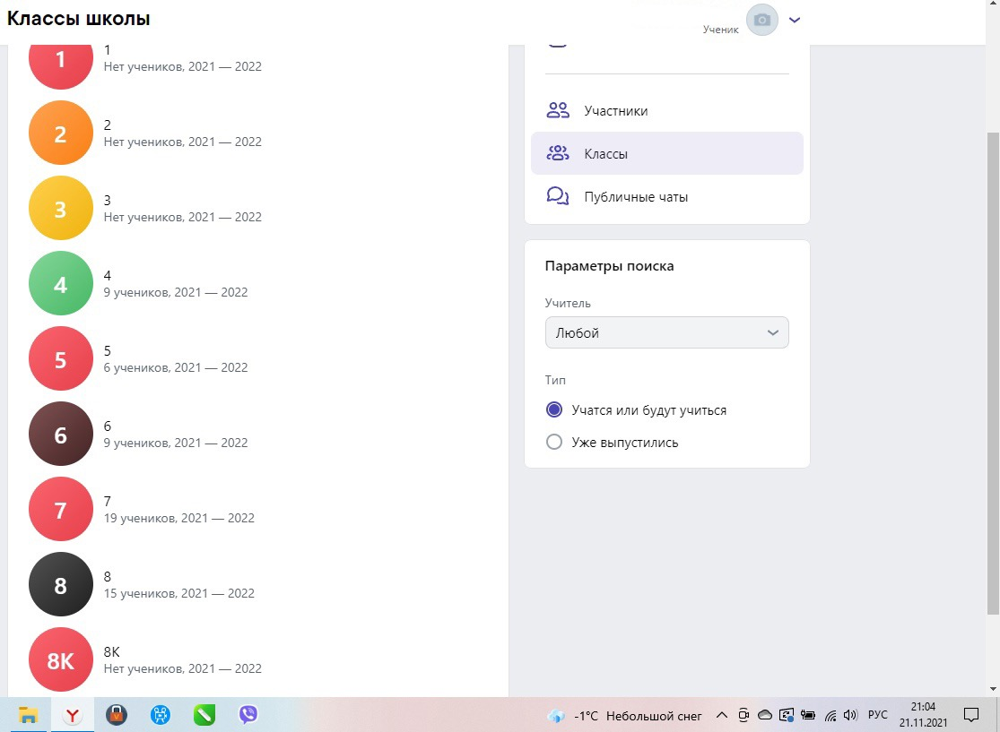 Классы школы
Ученик
1
1
Нет учеников, 2021 — 2022
2
2
Нет учеников, 2021 — 2022
3
3
Нет учеников, 2021 — 2022
4
4
9 учеников, 2021 — 2022
5
5
6 учеников, 2021 — 2022
6
6
9 учеников, 2021 — 2022
7
7
19 учеников, 2021 — 2022
8
8
15 учеников, 2021 — 2022
8К
8К
Нет учеников, 2021 — 2022
Участники
Классы
Публичные чаты
Параметры поиска
Учитель
Любой
Тип
Учатся или будут учиться
Уже выпустились
-1°C Небольшой снег
РУС
21:04
21.11.2021